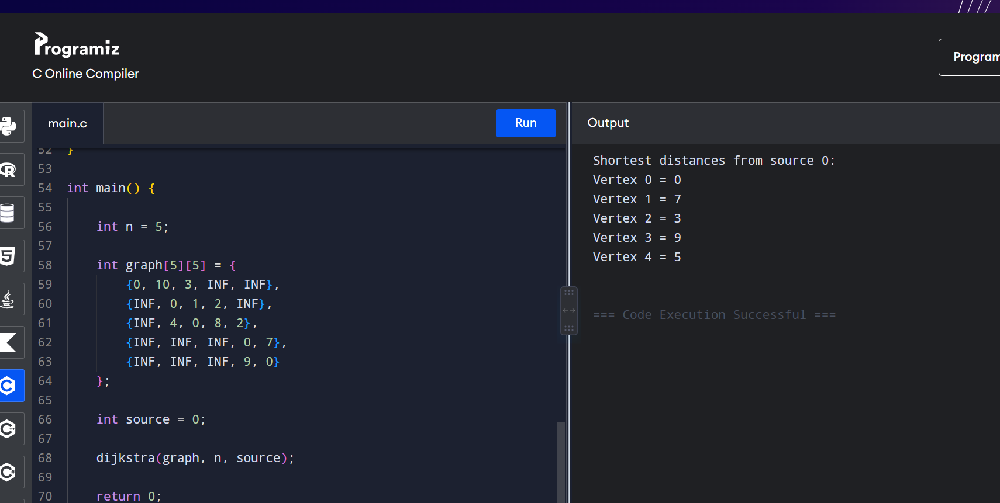 Programiz
C Online Compiler
Program
main.c
Run
Output
52 }
53
54 int main() {
55
56 int n = 5;
57
58 int graph[5][5] = {
59 {0, 10, 3, INF, INF},
60 {INF, 0, 1, 2, INF},
61 {INF, 4, 0, 8, 2},
62 {INF, INF, INF, 0, 7},
63 {INF, INF, INF, 9, 0}
64 };
65
66 int source = 0;
67
68 dijkstra(graph, n, source);
69
70 return 0;
Shortest distances from source 0:
Vertex 0 = 0
Vertex 1 = 7
Vertex 2 = 3
Vertex 3 = 9
Vertex 4 = 5
=== Code Execution Successful ===
R
5
C
C++
C#